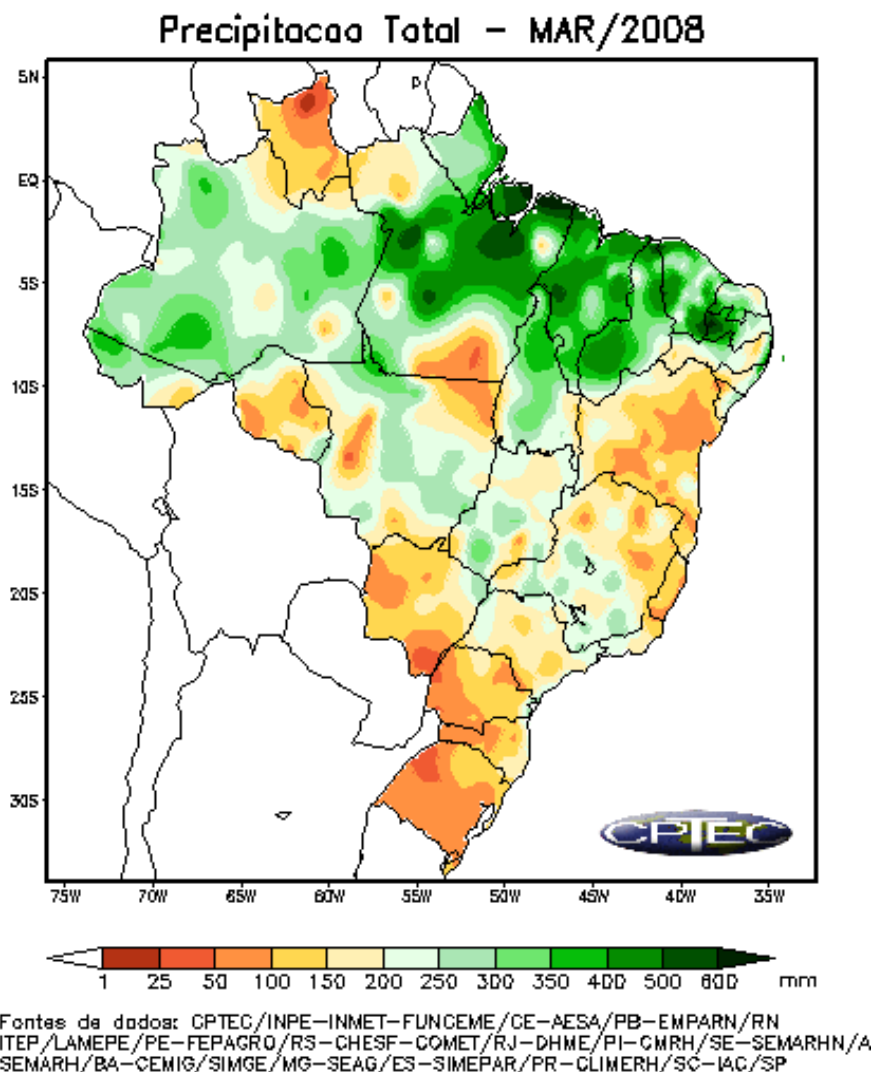 Precipitacao Total - MAR/2008
5N
EQ
5S
10S
15S
20S
25S
30S
75W 70W 65W 60W 55W 50W 45W 40W 35W
CPTEC
1 25 50 100 150 200 250 300 350 400 500 600 mm
Fontes de dados: CPTEC/INPE-INMET-FUNCEME/CE-AESA/PB-EMPARN/RN
ITEP/LAMEPE/PE-FEPAGRO/RS-CHESF-COMET/RJ-DHME/PI-CMRH/SE-SEMARHN/A
SEMARH/BA-CEMIG/SIMGE/MG-SEAG/ES-SIMEPAR/PR-CLIMERH/SC-IAC/SP